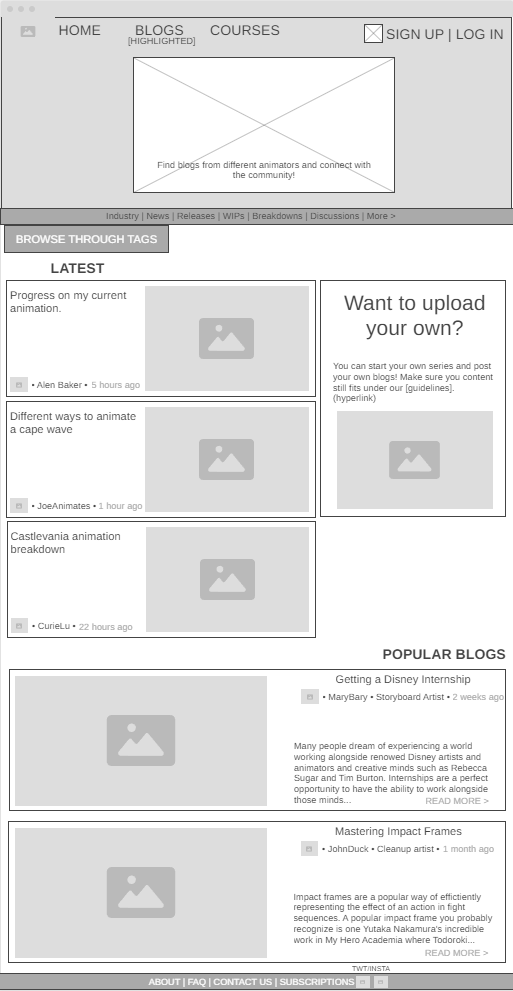 HOME BLOGS COURSES
[HIGHLIGHTED]
SIGN UP | LOG IN
Find blogs from different animators and connect with
the community!
Industry | News | Releases | WIPs | Breakdowns | Discussions | More >
BROWSE THROUGH TAGS
LATEST
Progress on my current
animation.
• Alen Baker • 5 hours ago
Different ways to animate
a cape wave
• JoeAnimates • 1 hour ago
Castlevania animation
breakdown
• CurieLu • 22 hours ago
Want to upload
your own?
You can start your own series and post
your own blogs! Make sure you content
still fits under our [guidelines].
(hyperlink)
POPULAR BLOGS
Getting a Disney Internship
• MaryBary • Storyboard Artist • 2 weeks ago
Many people dream of experiencing a world
working alongside renowed Disney artists and
animators and creative minds such as Rebecca
Sugar and Tim Burton. Internships are a perfect
opportunity to have the ability to work alongside
those minds...
READ MORE >
Mastering Impact Frames
• JohnDuck • Cleanup artist • 1 month ago
Impact frames are a popular way of efficiently
representing the effect of an action in fight
sequences. A popular impact frame you probably
recognize is one Yutaka Nakamura's incredible
work in My Hero Academia where Todoroki...
READ MORE >
TWT/INSTA
ABOUT | FAQ | CONTACT US | SUBSCRIPTIONS